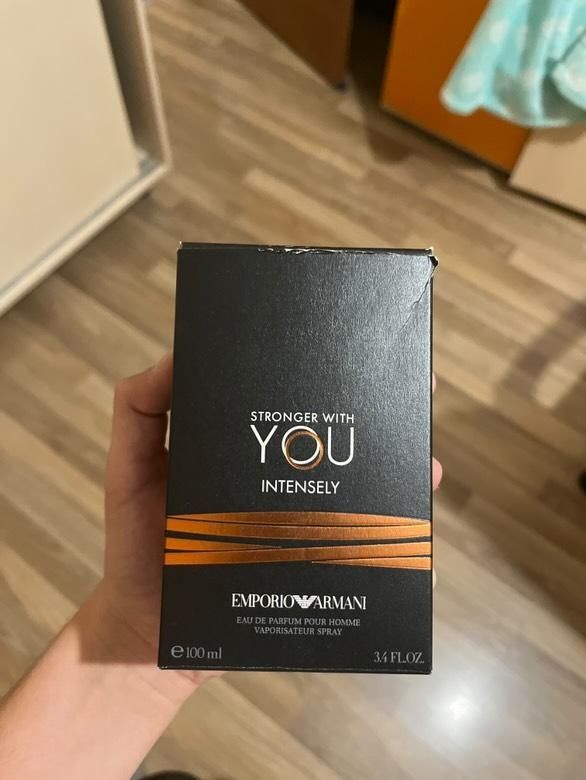 STRONGER WITH
YOU
INTENSELY
EMPORIO ARMANI
EAU DE PARFUM POUR HOMME
VAPORISATEUR SPRAY
℮ 100 ml 3.4 FL.OZ.